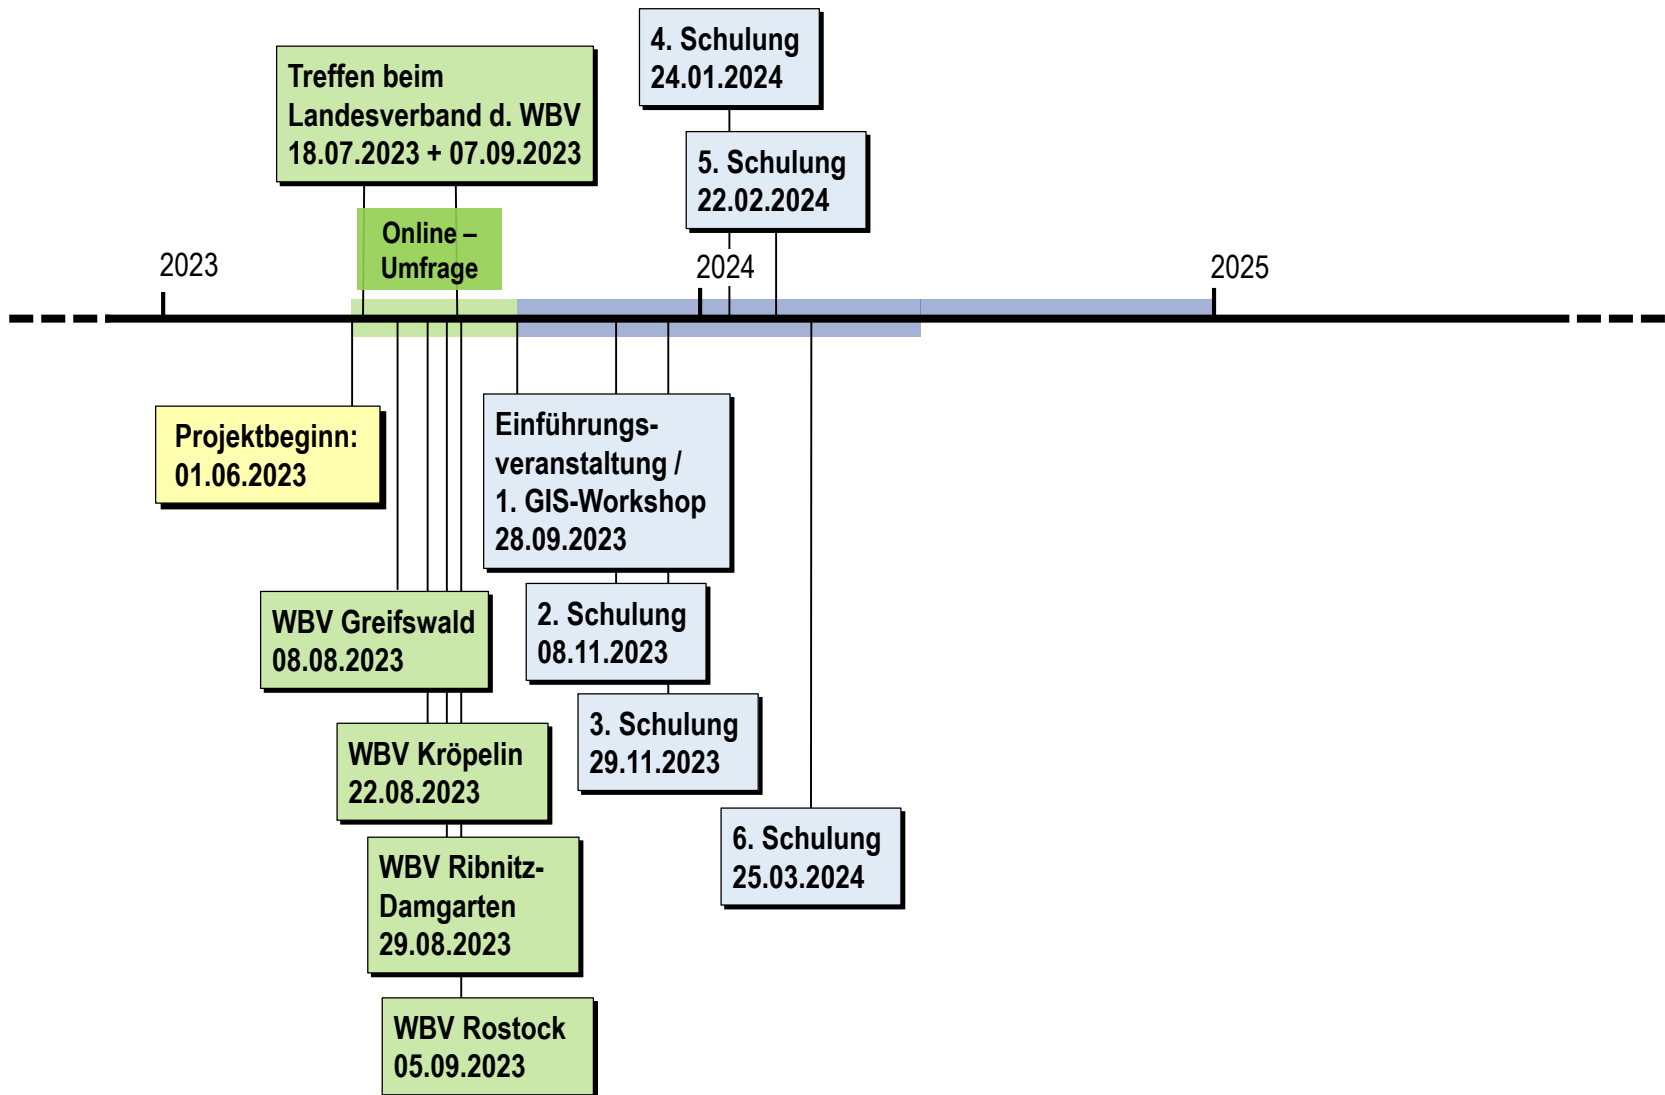 4. Schulung
24.01.2024
Treffen beim
Landesverband d. WBV
18.07.2023 + 07.09.2023
5. Schulung
22.02.2024
Online –
Umfrage
2023
2024
2025
Projektbeginn:
01.06.2023
Einführungs-
veranstaltung /
1. GIS-Workshop
28.09.2023
WBV Greifswald
08.08.2023
2. Schulung
08.11.2023
3. Schulung
29.11.2023
WBV Kröpelin
22.08.2023
6. Schulung
25.03.2024
WBV Ribnitz-
Damgarten
29.08.2023
WBV Rostock
05.09.2023